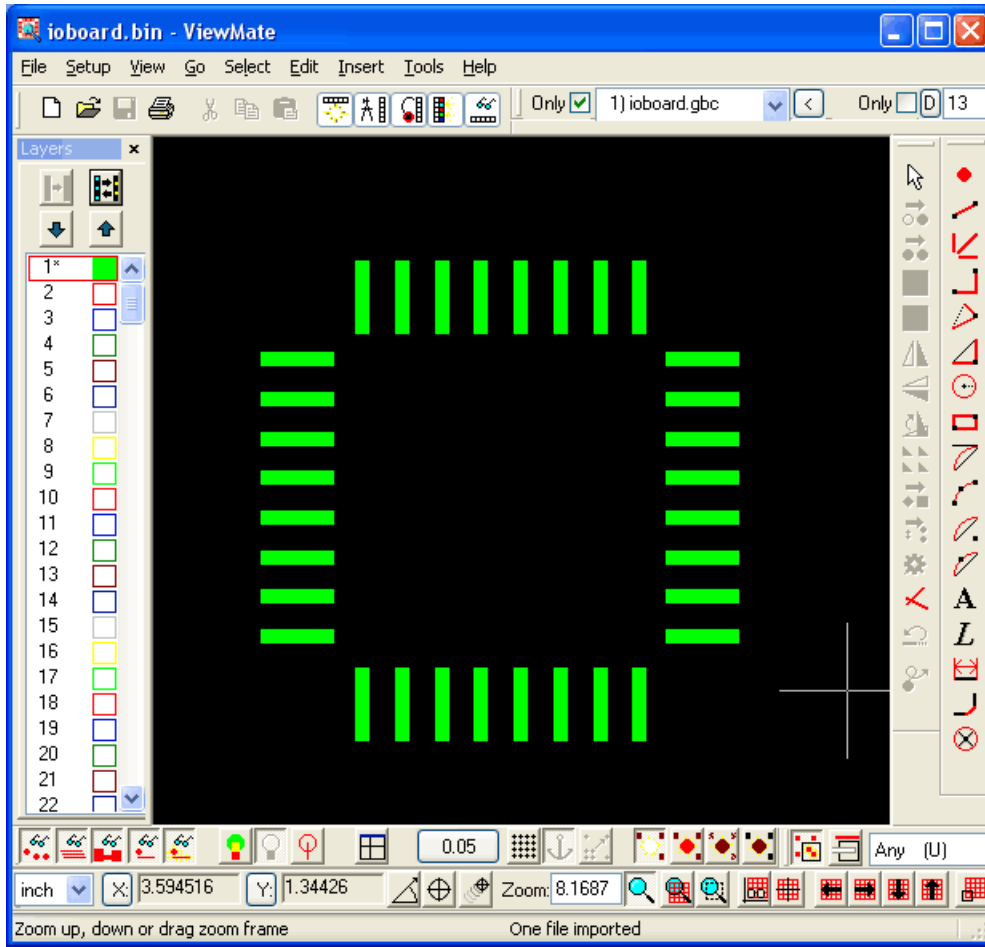 ioboard.bin - ViewMate
File Setup View Go Select Edit Insert Tools Help
Only 1) ioboard.gbc < Only D 13
Layers x
1*
2
3
4
5
6
7
8
9
10
11
12
13
14
15
16
17
18
19
20
21
22
A
L
0.05 Any (U)
inch X: 3.594516 Y: 1.34426 Zoom: 8.1687
Zoom up, down or drag zoom frame One file imported